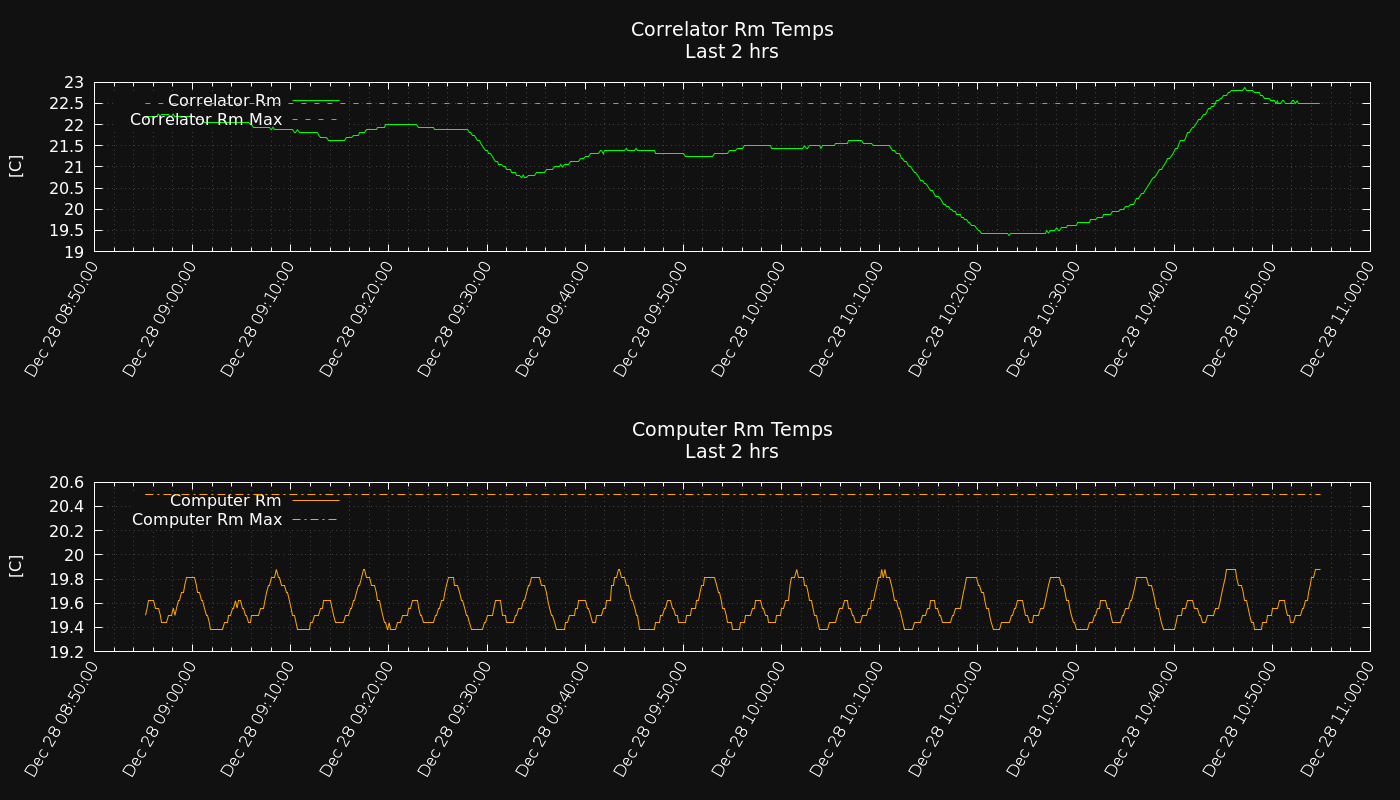 Correlator Rm Temps
Last 2 hrs
[C]
23
22.5
22
21.5
21
20.5
20
19.5
19
Correlator Rm
Correlator Rm Max
Dec 28 08:50:00
Dec 28 09:00:00
Dec 28 09:10:00
Dec 28 09:20:00
Dec 28 09:30:00
Dec 28 09:40:00
Dec 28 09:50:00
Dec 28 10:00:00
Dec 28 10:10:00
Dec 28 10:20:00
Dec 28 10:30:00
Dec 28 10:40:00
Dec 28 10:50:00
Dec 28 11:00:00
Computer Rm Temps
Last 2 hrs
[C]
20.6
20.4
20.2
20
19.8
19.6
19.4
19.2
Computer Rm
Computer Rm Max
Dec 28 08:50:00
Dec 28 09:00:00
Dec 28 09:10:00
Dec 28 09:20:00
Dec 28 09:30:00
Dec 28 09:40:00
Dec 28 09:50:00
Dec 28 10:00:00
Dec 28 10:10:00
Dec 28 10:20:00
Dec 28 10:30:00
Dec 28 10:40:00
Dec 28 10:50:00
Dec 28 11:00:00